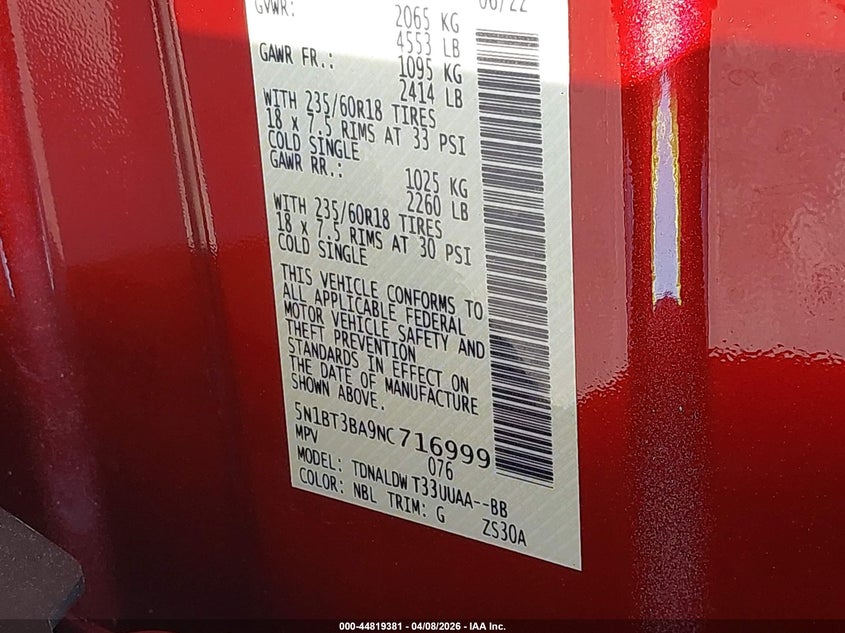 GVWR: 2065 KG 06/22
4553 LB
GAWR FR.: 1095 KG
2414 LB
WITH 235/60R18 TIRES
18 x 7.5 RIMS AT 33 PSI
COLD SINGLE
GAWR RR.: 1025 KG
2260 LB
WITH 235/60R18 TIRES
18 x 7.5 RIMS AT 30 PSI
COLD SINGLE
THIS VEHICLE CONFORMS TO
ALL APPLICABLE FEDERAL
MOTOR VEHICLE SAFETY AND
THEFT PREVENTION
STANDARDS IN EFFECT ON
THE DATE OF MANUFACTURE
SHOWN ABOVE.
5N1BT3BA9NC716999
MPV 076
MODEL: TDNALDWT33UUAA--BB
COLOR: NBL TRIM: G ZS30A
000-44819381 - 04/08/2026 - IAA Inc.